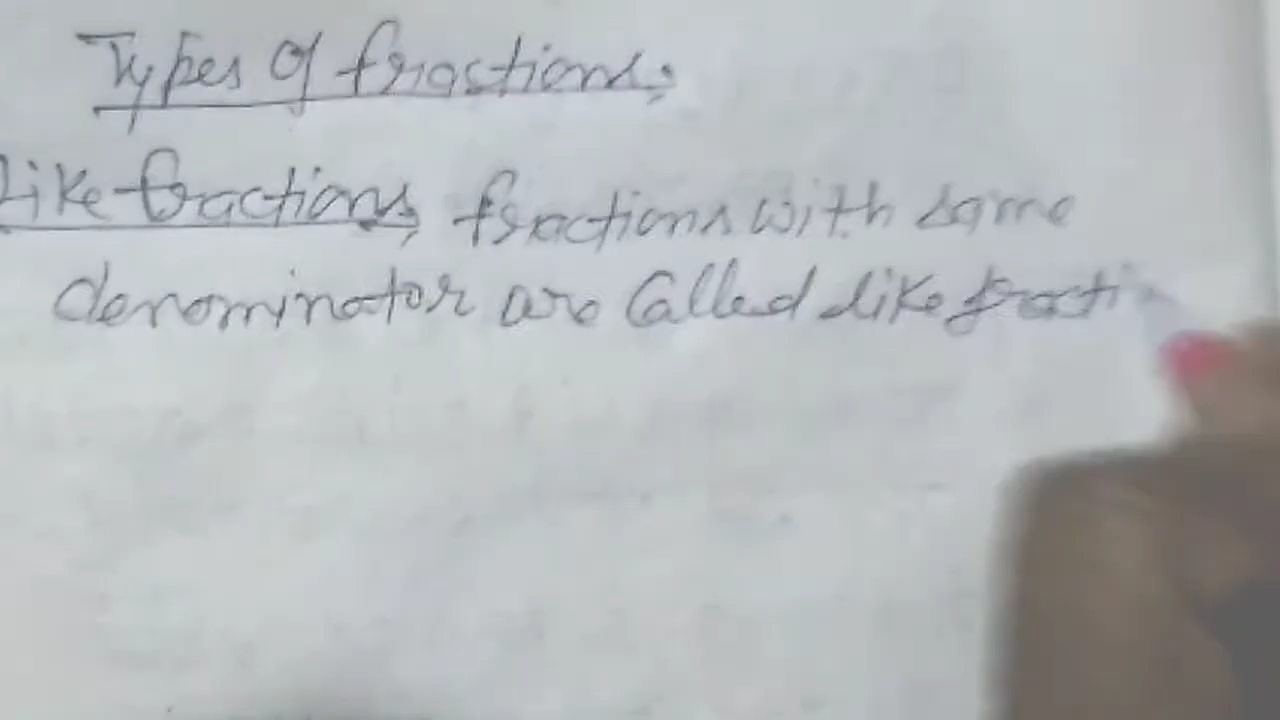 Types of fractions:
Like fractions, fractions with same
denominator are Called like fracti